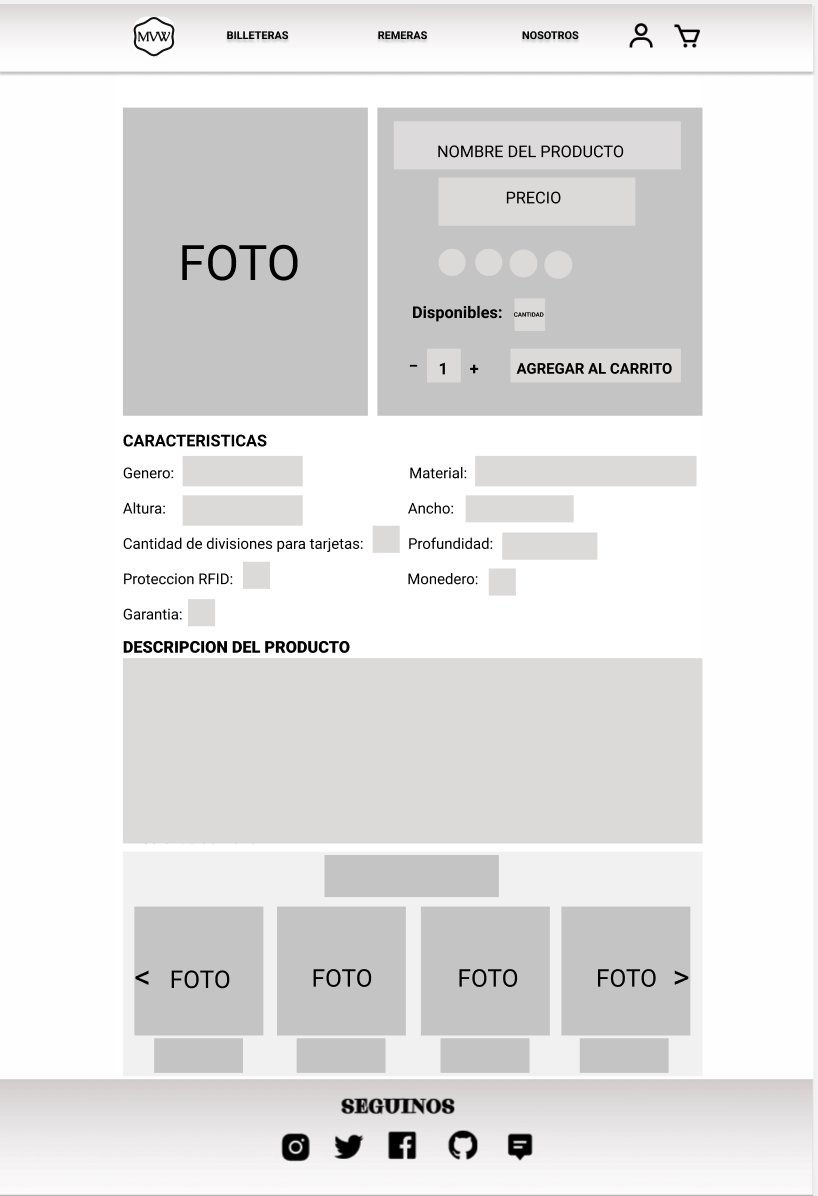 MVW
BILLETERAS
REMERAS
NOSOTROS
FOTO
NOMBRE DEL PRODUCTO
PRECIO
Disponibles:
CANTIDAD
- 1 +
AGREGAR AL CARRITO
CARACTERISTICAS
Genero:
Material:
Altura:
Ancho:
Cantidad de divisiones para tarjetas:
Profundidad:
Proteccion RFID:
Monedero:
Garantia:
DESCRIPCION DEL PRODUCTO
< FOTO FOTO FOTO FOTO >
SEGUINOS